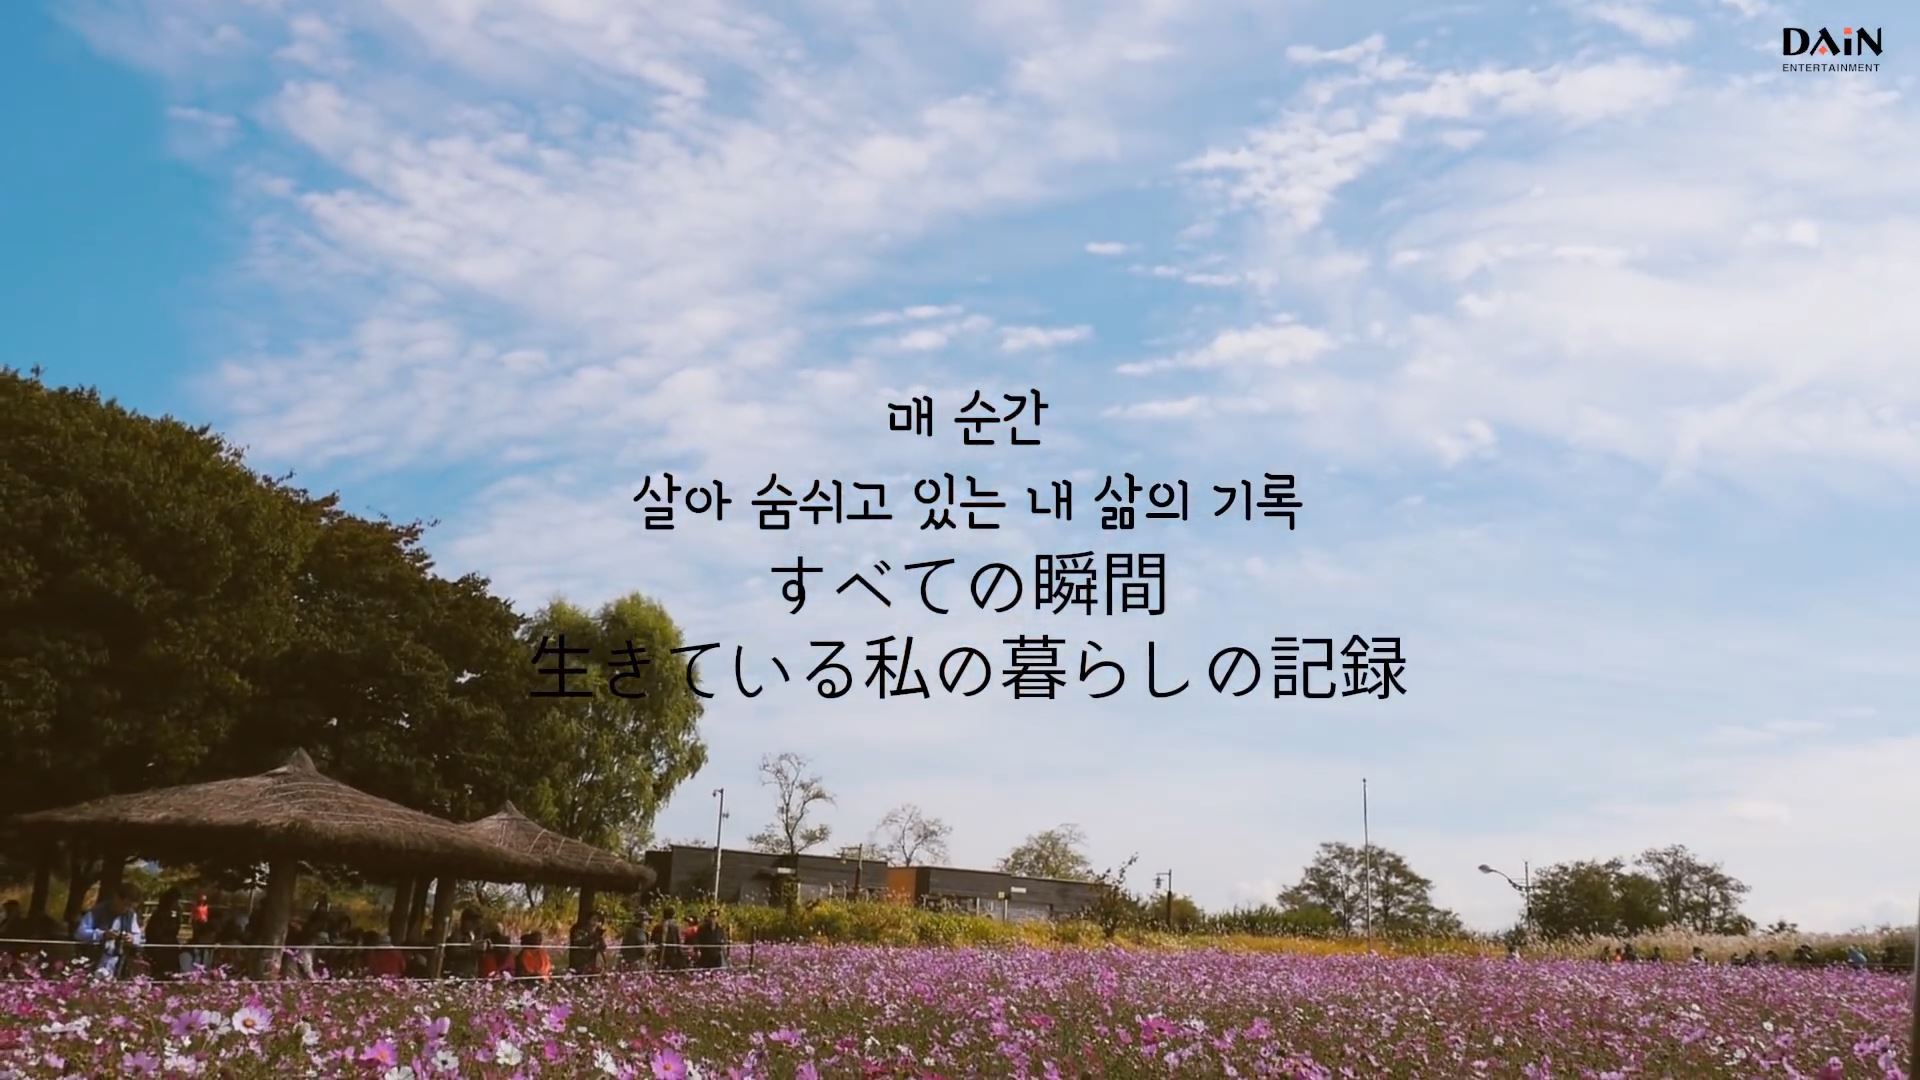 DAiN
ENTERTAINMENT
매 순간
살아 숨쉬고 있는 내 삶의 기록
すべての瞬間
生きている私の暮らしの記録